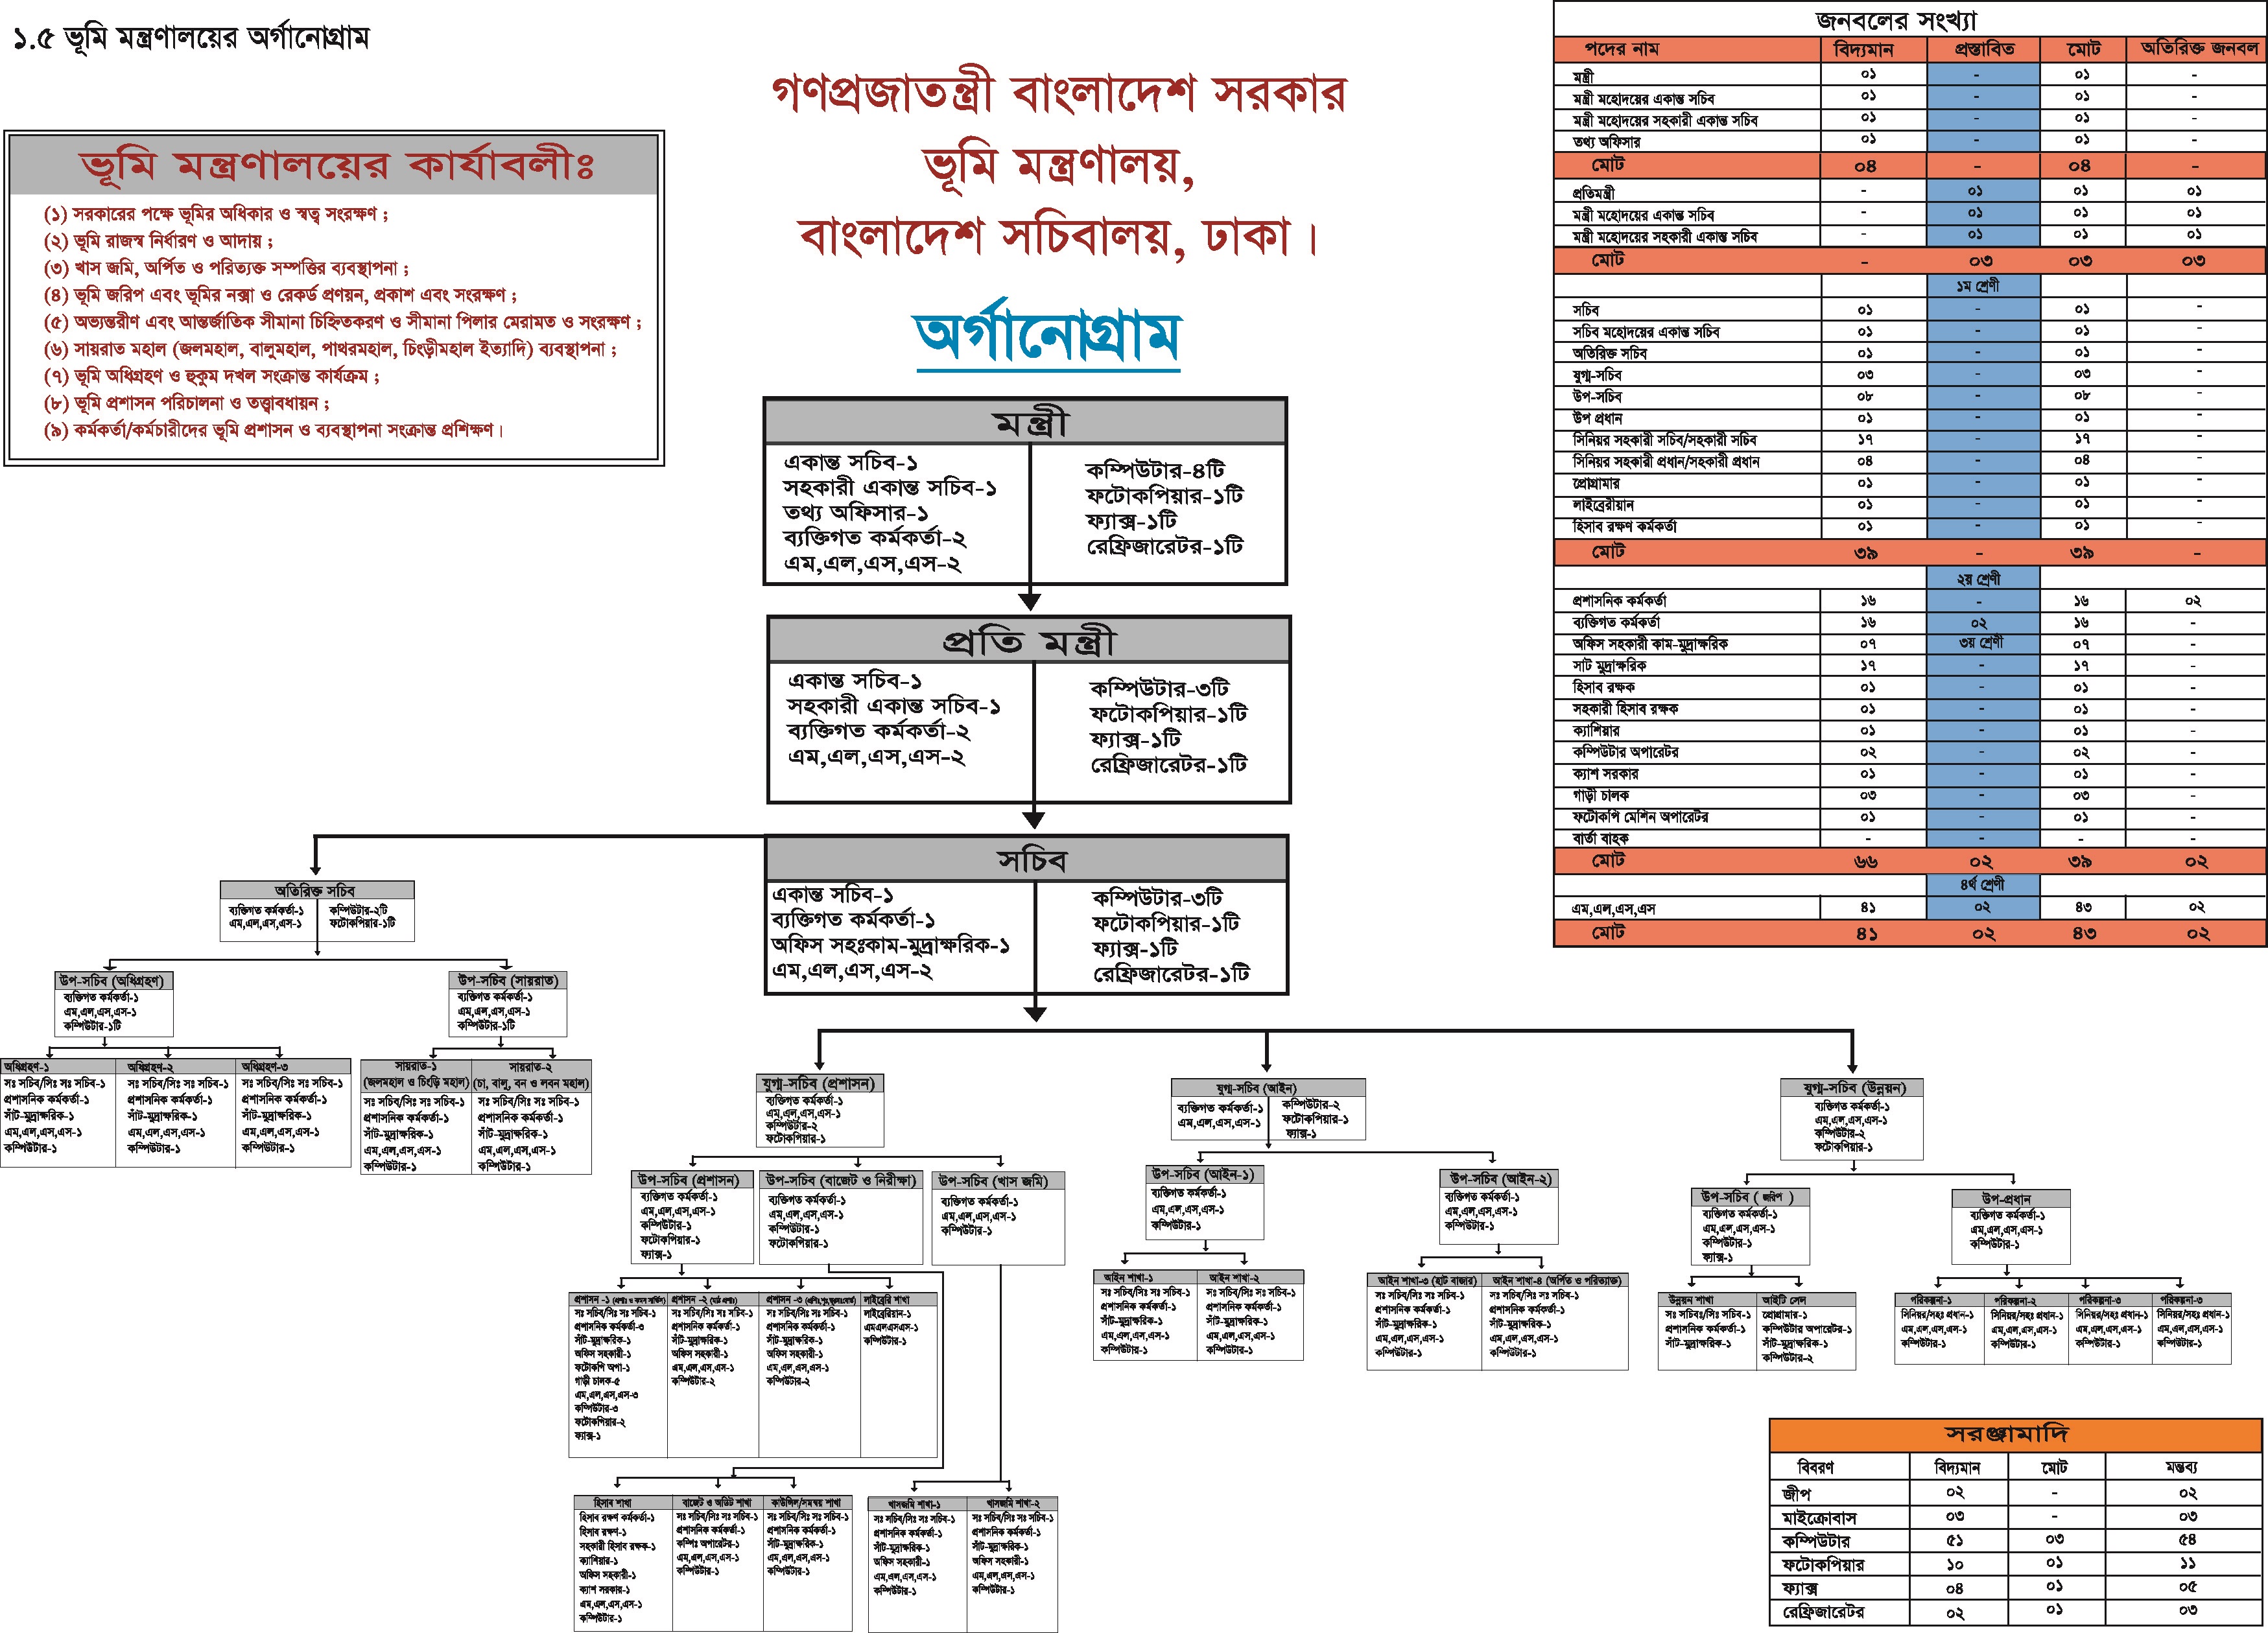 ১.৫ ভূমি মন্ত্রণালয়ের অর্গানোগ্রাম
গণপ্রজাতন্ত্রী বাংলাদেশ সরকার
ভূমি মন্ত্রণালয়,
বাংলাদেশ সচিবালয়, ঢাকা।
অর্গানোগ্রাম
ভূমি মন্ত্রণালয়ের কার্যাবলীঃ
(১) সরকারের পক্ষে ভূমির অধিকার ও স্বত্ব সংরক্ষণ ;
(২) ভূমি রাজস্ব নির্ধারণ ও আদায় ;
(৩) খাস জমি, অর্পিত ও পরিত্যক্ত সম্পত্তির ব্যবস্থাপনা ;
(৪) ভূমি জরিপ এবং ভূমির নক্সা ও রেকর্ড প্রণয়ন, প্রকাশ এবং সংরক্ষণ ;
(৫) অভ্যন্তরীণ এবং আন্তর্জাতিক সীমানা চিহ্নিতকরণ ও সীমানা পিলার মেরামত ও সংরক্ষণ ;
(৬) সায়রাত মহাল (জলমহাল, বালুমহাল, পাথরমহাল, চিংড়ীমহাল ইত্যাদি) ব্যবস্থাপনা ;
(৭) ভূমি অধিগ্রহণ ও হুকুম দখল সংক্রান্ত কার্যক্রম ;
(৮) ভূমি প্রশাসন পরিচালনা ও তত্ত্বাবধায়ন ;
(৯) কর্মকর্তা/কর্মচারীদের ভূমি প্রশাসন ও ব্যবস্থাপনা সংক্রান্ত প্রশিক্ষণ।
জনবলের সংখ্যা
পদের নাম বিদ্যমান প্রস্তাবিত মোট অতিরিক্ত জনবল
মন্ত্রী ০১ - ০১ -
মন্ত্রী মহোদয়ের একান্ত সচিব ০১ - ০১ -
মন্ত্রী মহোদয়ের সহকারী একান্ত সচিব ০১ - ০১ -
তথ্য অফিসার ০১ - ০১ -
মোট ০৪ - ০৪ -
প্রতিমন্ত্রী - ০১ ০১ ০১
মন্ত্রী মহোদয়ের একান্ত সচিব - ০১ ০১ ০১
মন্ত্রী মহোদয়ের সহকারী একান্ত সচিব - ০১ ০১ ০১
মোট - ০৩ ০৩ ০৩
১ম শ্রেণী
সচিব ০১ - ০১ -
সচিব মহোদয়ের একান্ত সচিব ০১ - ০১ -
অতিরিক্ত সচিব ০১ - ০১ -
যুগ্ম-সচিব ০৩ - ০৩ -
উপ-সচিব ০৮ - ০৮ -
উপ প্রধান ০১ - ০১ -
সিনিয়র সহকারী সচিব/সহকারী সচিব ১৭ - ১৭ -
সিনিয়র সহকারী প্রধান/সহকারী প্রধান ০৪ - ০৪ -
প্রোগ্রামার ০১ - ০১ -
লাইব্রেরীয়ান ০১ - ০১ -
হিসাব রক্ষণ কর্মকর্তা ০১ - ০১ -
মোট ৩৯ - ৩৯ -
২য় শ্রেণী
প্রশাসনিক কর্মকর্তা ১৬ - ১৬ ০২
ব্যক্তিগত কর্মকর্তা ১৬ ০২ ১৬ -
অফিস সহকারী কাম-মুদ্রাক্ষরিক ০৭ ৩য় শ্রেণী ০৭ -
সাট মুদ্রাক্ষরিক ১৭ - ১৭ -
হিসাব রক্ষক ০১ - ০১ -
সহকারী হিসাব রক্ষক ০১ - ০১ -
ক্যাশিয়ার ০১ - ০১ -
কম্পিউটার অপারেটর ০২ - ০২ -
ক্যাশ সরকার ০১ - ০১ -
গাড়ী চালক ০৩ - ০৩ -
ফটোকপি মেশিন অপারেটর ০১ - ০১ -
বার্তা বাহক - - - -
মোট ৬৬ ০২ ৩৯ ০২
৪র্থ শ্রেণী
এম,এল,এস,এস ৪১ ০২ ৪৩ ০২
মোট ৪১ ০২ ৪৩ ০২
মন্ত্রী
একান্ত সচিব-১
সহকারী একান্ত সচিব-১
তথ্য অফিসার-১
ব্যক্তিগত কর্মকর্তা-২
এম,এল,এস,এস-২
কম্পিউটার-৪টি
ফটোকপিয়ার-১টি
ফ্যাক্স-১টি
রেফ্রিজারেটর-১টি
প্রতি মন্ত্রী
একান্ত সচিব-১
সহকারী একান্ত সচিব-১
ব্যক্তিগত কর্মকর্তা-২
এম,এল,এস,এস-২
কম্পিউটার-৩টি
ফটোকপিয়ার-১টি
ফ্যাক্স-১টি
রেফ্রিজারেটর-১টি
সচিব
একান্ত সচিব-১
ব্যক্তিগত কর্মকর্তা-১
অফিস সহঃকাম-মুদ্রাক্ষরিক-১
এম,এল,এস,এস-২
কম্পিউটার-৩টি
ফটোকপিয়ার-১টি
ফ্যাক্স-১টি
রেফ্রিজারেটর-১টি
অতিরিক্ত সচিব
ব্যক্তিগত কর্মকর্তা-১
এম,এল,এস,এস-১
কম্পিউটার-২টি
ফটোকপিয়ার-১টি
উপ-সচিব (অধিগ্রহণ)
ব্যক্তিগত কর্মকর্তা-১
এম,এল,এস,এস-১
কম্পিউটার-১টি
উপ-সচিব (সায়রাত)
ব্যক্তিগত কর্মকর্তা-১
এম,এল,এস,এস-১
কম্পিউটার-১টি
অধিগ্রহণ-১
সঃ সচিব/সিঃ সঃ সচিব-১
প্রশাসনিক কর্মকর্তা-১
সাঁট-মুদ্রাক্ষরিক-১
এম,এল,এস,এস-১
কম্পিউটার-১
অধিগ্রহণ-২
সঃ সচিব/সিঃ সঃ সচিব-১
প্রশাসনিক কর্মকর্তা-১
সাঁট-মুদ্রাক্ষরিক-১
এম,এল,এস,এস-১
কম্পিউটার-১
অধিগ্রহণ-৩
সঃ সচিব/সিঃ সঃ সচিব-১
প্রশাসনিক কর্মকর্তা-১
সাঁট-মুদ্রাক্ষরিক-১
এম,এল,এস,এস-১
কম্পিউটার-১
সায়রাত-১
(জলমহাল ও চিংড়ি মহাল)
সঃ সচিব/সিঃ সঃ সচিব-১
প্রশাসনিক কর্মকর্তা-১
সাঁট-মুদ্রাক্ষরিক-১
এম,এল,এস,এস-১
কম্পিউটার-১
সায়রাত-২
(চা, বালু, বন ও লবন মহাল)
সঃ সচিব/সিঃ সঃ সচিব-১
প্রশাসনিক কর্মকর্তা-১
সাঁট-মুদ্রাক্ষরিক-১
এম,এল,এস,এস-১
কম্পিউটার-১
যুগ্ম-সচিব (প্রশাসন)
ব্যক্তিগত কর্মকর্তা-১
এম,এল,এস,এস-১
কম্পিউটার-২
ফটোকপিয়ার-১
যুগ্ম-সচিব (আইন)
ব্যক্তিগত কর্মকর্তা-১
এম,এল,এস,এস-১
কম্পিউটার-২
ফটোকপিয়ার-১
ফ্যাক্স-১
যুগ্ম-সচিব (উন্নয়ন)
ব্যক্তিগত কর্মকর্তা-১
এম,এল,এস,এস-১
কম্পিউটার-২
ফটোকপিয়ার-১
উপ-সচিব (প্রশাসন)
ব্যক্তিগত কর্মকর্তা-১
এম,এল,এস,এস-১
কম্পিউটার-১
ফটোকপিয়ার-১
ফ্যাক্স-১
উপ-সচিব (বাজেট ও নিরীক্ষা)
ব্যক্তিগত কর্মকর্তা-১
এম,এল,এস,এস-১
কম্পিউটার-১
ফটোকপিয়ার-১
উপ-সচিব (খাস জমি)
ব্যক্তিগত কর্মকর্তা-১
এম,এল,এস,এস-১
কম্পিউটার-১
উপ-সচিব (আইন-১)
ব্যক্তিগত কর্মকর্তা-১
এম,এল,এস,এস-১
কম্পিউটার-১
উপ-সচিব (আইন-২)
ব্যক্তিগত কর্মকর্তা-১
এম,এল,এস,এস-১
কম্পিউটার-১
উপ-সচিব ( জরিপ )
ব্যক্তিগত কর্মকর্তা-১
এম,এল,এস,এস-১
কম্পিউটার-১
ফ্যাক্স-১
উপ-প্রধান
ব্যক্তিগত কর্মকর্তা-১
এম,এল,এস,এস-১
কম্পিউটার-১
প্রশাসন -১
সঃ সচিব/সিঃ সঃ সচিব-১
প্রশাসনিক কর্মকর্তা-৩
সাঁট-মুদ্রাক্ষরিক-১
অফিস সহকারী-১
ফটোকপি অপা-১
গাড়ী চালক-৫
এম,এল,এস,এস-৩
কম্পিউটার-৩
ফটোকপিয়ার-২
ফ্যাক্স-১
প্রশাসন -২ (মাঠ প্রশাঃ)
সঃ সচিব/সিঃ সঃ সচিব-১
প্রশাসনিক কর্মকর্তা-১
সাঁট-মুদ্রাক্ষরিক-১
অফিস সহকারী-১
এম,এল,এস,এস-১
কম্পিউটার-২
প্রশাসন -৩
সঃ সচিব/সিঃ সঃ সচিব-১
প্রশাসনিক কর্মকর্তা-১
সাঁট-মুদ্রাক্ষরিক-১
অফিস সহকারী-১
এম,এল,এস,এস-১
কম্পিউটার-২
লাইব্রেরি শাখা
লাইব্রেরিয়ান-১
এমএলএসএস-১
কম্পিউটার-১
আইন শাখা-১
সঃ সচিব/সিঃ সঃ সচিব-১
প্রশাসনিক কর্মকর্তা-১
সাঁট-মুদ্রাক্ষরিক-১
এম,এল,এস,এস-১
কম্পিউটার-১
আইন শাখা-২
সঃ সচিব/সিঃ সঃ সচিব-১
প্রশাসনিক কর্মকর্তা-১
সাঁট-মুদ্রাক্ষরিক-১
এম,এল,এস,এস-১
কম্পিউটার-১
আইন শাখা-৩ (হাট বাজার)
সঃ সচিব/সিঃ সঃ সচিব-১
প্রশাসনিক কর্মকর্তা-১
সাঁট-মুদ্রাক্ষরিক-১
এম,এল,এস,এস-১
কম্পিউটার-১
আইন শাখা-৪ (অর্পিত ও পরিত্যাক্ত)
সঃ সচিব/সিঃ সঃ সচিব-১
প্রশাসনিক কর্মকর্তা-১
সাঁট-মুদ্রাক্ষরিক-১
এম,এল,এস,এস-১
কম্পিউটার-১
উন্নয়ন শাখা
সঃ সচিবঃ/সিঃ সচিব-১
প্রশাসনিক কর্মকর্তা-১
সাঁট-মুদ্রাক্ষরিক-১
আইটি সেল
প্রোগ্রামার-১
কম্পিউটার অপারেটর-১
সাঁট-মুদ্রাক্ষরিক-১
কম্পিউটার-২
পরিকল্পনা-১
সিনিয়র/সহঃ প্রধান-১
এম,এল,এস,এস-১
কম্পিউটার-১
পরিকল্পনা-২
সিনিয়র/সহঃ প্রধান-১
এম,এল,এস,এস-১
কম্পিউটার-১
পরিকল্পনা-৩
সিনিয়র/সহঃ প্রধান-১
এম,এল,এস,এস-১
কম্পিউটার-১
পরিকল্পনা-৩
সিনিয়র/সহঃ প্রধান-১
এম,এল,এস,এস-১
কম্পিউটার-১
হিসাব শাখা
হিসাব রক্ষণ কর্মকর্তা-১
হিসাব রক্ষণ-১
সহকারী হিসাব রক্ষক-১
ক্যাশিয়ার-১
অফিস সহকারী-১
ক্যাশ সরকার-১
এম,এল,এস,এস-১
কম্পিউটার-১
বাজেট ও অডিট শাখা
সঃ সচিব/সিঃ সঃ সচিব-১
প্রশাসনিক কর্মকর্তা-১
কম্পিঃ অপারেটর-১
এম,এল,এস,এস-১
কম্পিউটার-১
কাউন্সিল/সমন্বয় শাখা
সঃ সচিব/সিঃ সঃ সচিব-১
প্রশাসনিক কর্মকর্তা-১
সাঁট-মুদ্রাক্ষরিক-১
এম,এল,এস,এস-১
কম্পিউটার-১
খাসজমি শাখা-১
সঃ সচিব/সিঃ সঃ সচিব-১
প্রশাসনিক কর্মকর্তা-১
সাঁট-মুদ্রাক্ষরিক-১
অফিস সহকারী-১
এম,এল,এস,এস-১
কম্পিউটার-১
খাসজমি শাখা-২
সঃ সচিব/সিঃ সঃ সচিব-১
প্রশাসনিক কর্মকর্তা-১
সাঁট-মুদ্রাক্ষরিক-১
অফিস সহকারী-১
এম,এল,এস,এস-১
কম্পিউটার-১
সরঞ্জামাদি
বিবরণ বিদ্যমান মোট মন্তব্য
জীপ ০২ - ০২
মাইক্রোবাস ০৩ - ০৩
কম্পিউটার ৫১ ০৩ ৫৪
ফটোকপিয়ার ১০ ০১ ১১
ফ্যাক্স ০৪ ০১ ০৫
রেফ্রিজারেটর ০২ ০১ ০৩